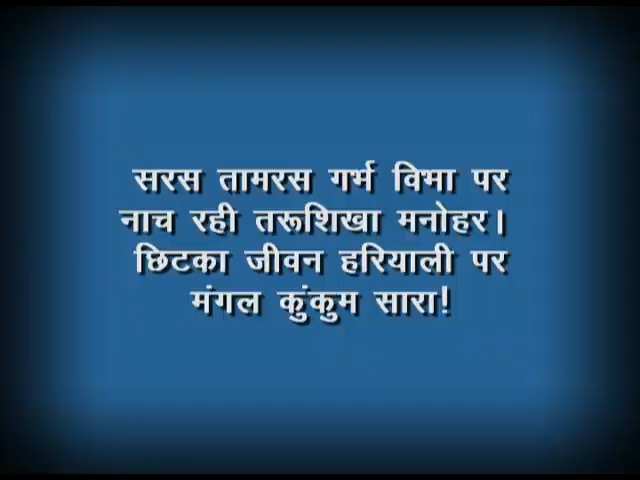 सरस तामरस गर्भ विभा पर
नाच रही तरूशिखा मनोहर।
छिटका जीवन हरियाली पर
मंगल कुंकुम सारा!